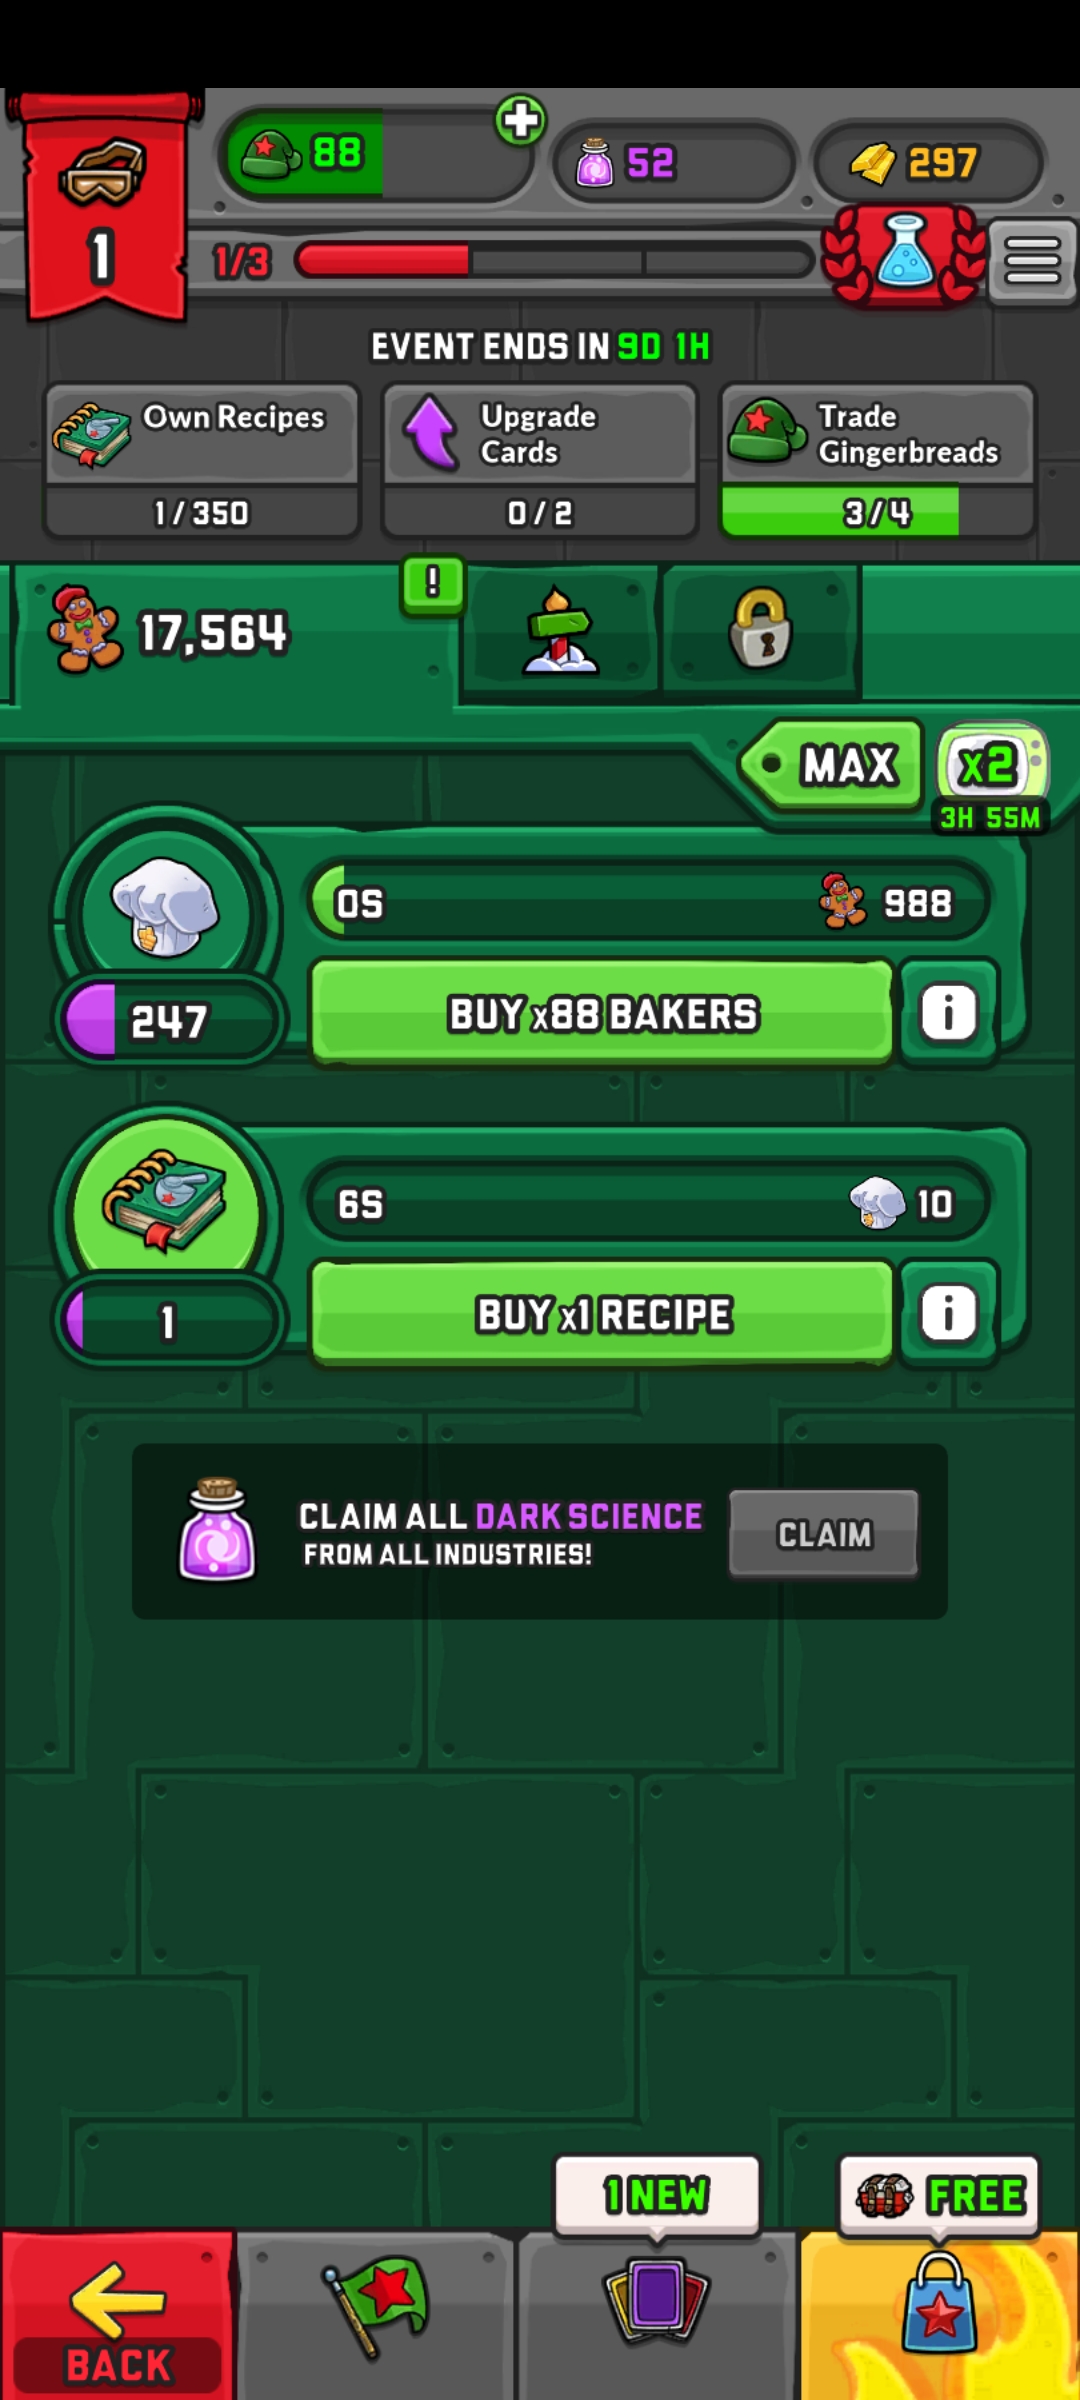 88
52
297
1
1/3
EVENT ENDS IN 9D 1H
Own Recipes
1/350
Upgrade
Cards
0/2
Trade
Gingerbreads
3/4
!
17,564
MAX
x2
3H 55M
0S
988
247
BUY x88 BAKERS
i
6S
10
1
BUY x1 RECIPE
i
CLAIM ALL DARK SCIENCE
FROM ALL INDUSTRIES!
CLAIM
1 NEW
FREE
BACK